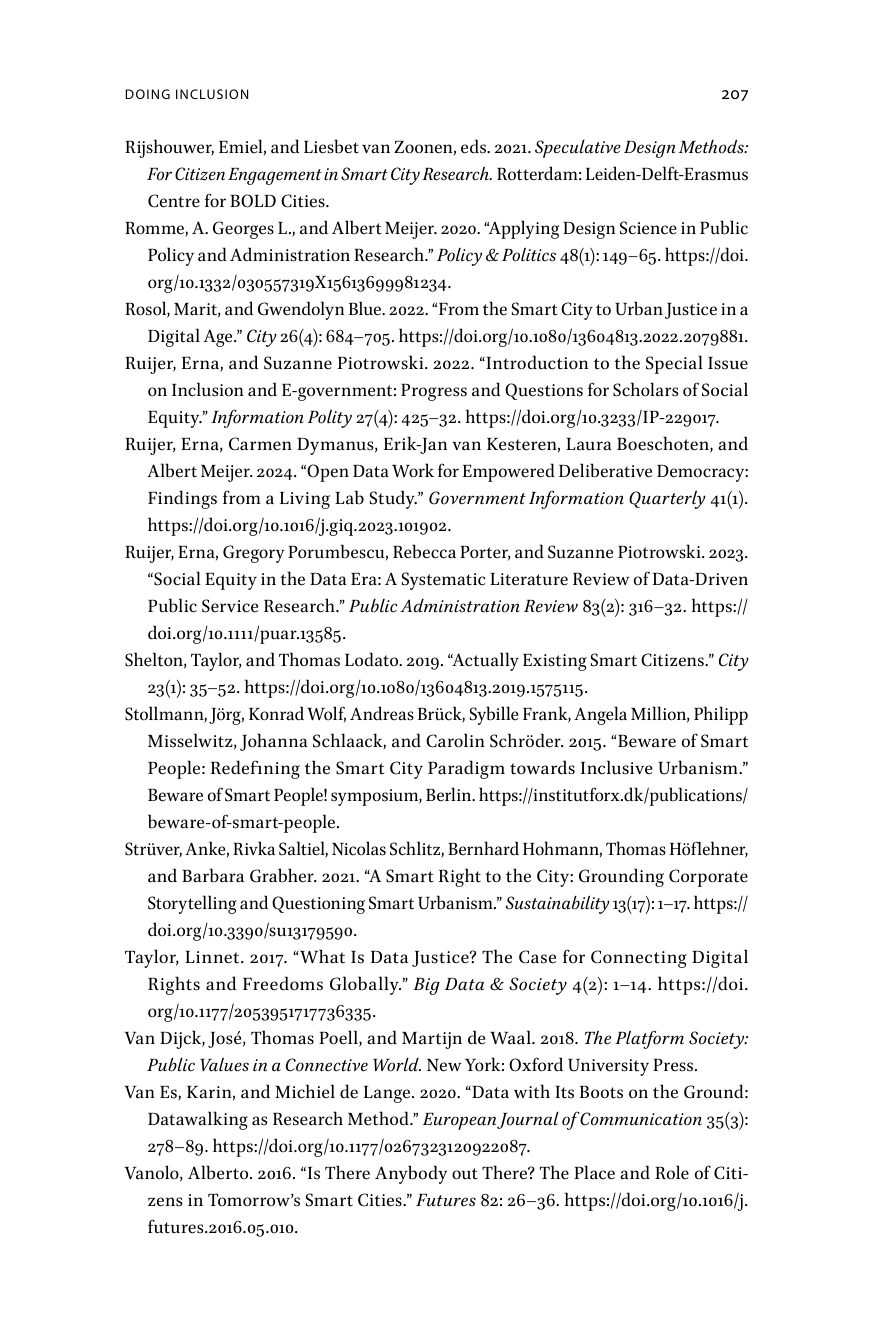 DOING INCLUSION 207
Rijshouwer, Emiel, and Liesbet van Zoonen, eds. 2021. Speculative Design Methods:
For Citizen Engagement in Smart City Research. Rotterdam: Leiden-Delft-Erasmus
Centre for BOLD Cities.
Romme, A. Georges L., and Albert Meijer. 2020. “Applying Design Science in Public
Policy and Administration Research.” Policy & Politics 48(1): 149–65. https://doi.
org/10.1332/030557319X15613699981234.
Rosol, Marit, and Gwendolyn Blue. 2022. “From the Smart City to Urban Justice in a
Digital Age.” City 26(4): 684–705. https://doi.org/10.1080/13604813.2022.2079881.
Ruijer, Erna, and Suzanne Piotrowski. 2022. “Introduction to the Special Issue
on Inclusion and E-government: Progress and Questions for Scholars of Social
Equity.” Information Polity 27(4): 425–32. https://doi.org/10.3233/IP-229017.
Ruijer, Erna, Carmen Dymanus, Erik-Jan van Kesteren, Laura Boeschoten, and
Albert Meijer. 2024. “Open Data Work for Empowered Deliberative Democracy:
Findings from a Living Lab Study.” Government Information Quarterly 41(1).
https://doi.org/10.1016/j.giq.2023.101902.
Ruijer, Erna, Gregory Porumbescu, Rebecca Porter, and Suzanne Piotrowski. 2023.
“Social Equity in the Data Era: A Systematic Literature Review of Data-Driven
Public Service Research.” Public Administration Review 83(2): 316–32. https://
doi.org/10.1111/puar.13585.
Shelton, Taylor, and Thomas Lodato. 2019. “Actually Existing Smart Citizens.” City
23(1): 35–52. https://doi.org/10.1080/13604813.2019.1575115.
Stollmann, Jörg, Konrad Wolf, Andreas Brück, Sybille Frank, Angela Million, Philipp
Misselwitz, Johanna Schlaack, and Carolin Schröder. 2015. “Beware of Smart
People: Redefining the Smart City Paradigm towards Inclusive Urbanism.”
Beware of Smart People! symposium, Berlin. https://institutforx.dk/publications/
beware-of-smart-people.
Strüver, Anke, Rivka Saltiel, Nicolas Schlitz, Bernhard Hohmann, Thomas Höflehner,
and Barbara Grabher. 2021. “A Smart Right to the City: Grounding Corporate
Storytelling and Questioning Smart Urbanism.” Sustainability 13(17): 1–17. https://
doi.org/10.3390/su13179590.
Taylor, Linnet. 2017. “What Is Data Justice? The Case for Connecting Digital
Rights and Freedoms Globally.” Big Data & Society 4(2): 1–14. https://doi.
org/10.1177/2053951717736335.
Van Dijck, José, Thomas Poell, and Martijn de Waal. 2018. The Platform Society:
Public Values in a Connective World. New York: Oxford University Press.
Van Es, Karin, and Michiel de Lange. 2020. “Data with Its Boots on the Ground:
Datawalking as Research Method.” European Journal of Communication 35(3):
278–89. https://doi.org/10.1177/0267323120922087.
Vanolo, Alberto. 2016. “Is There Anybody out There? The Place and Role of Citi-
zens in Tomorrow’s Smart Cities.” Futures 82: 26–36. https://doi.org/10.1016/j.
futures.2016.05.010.